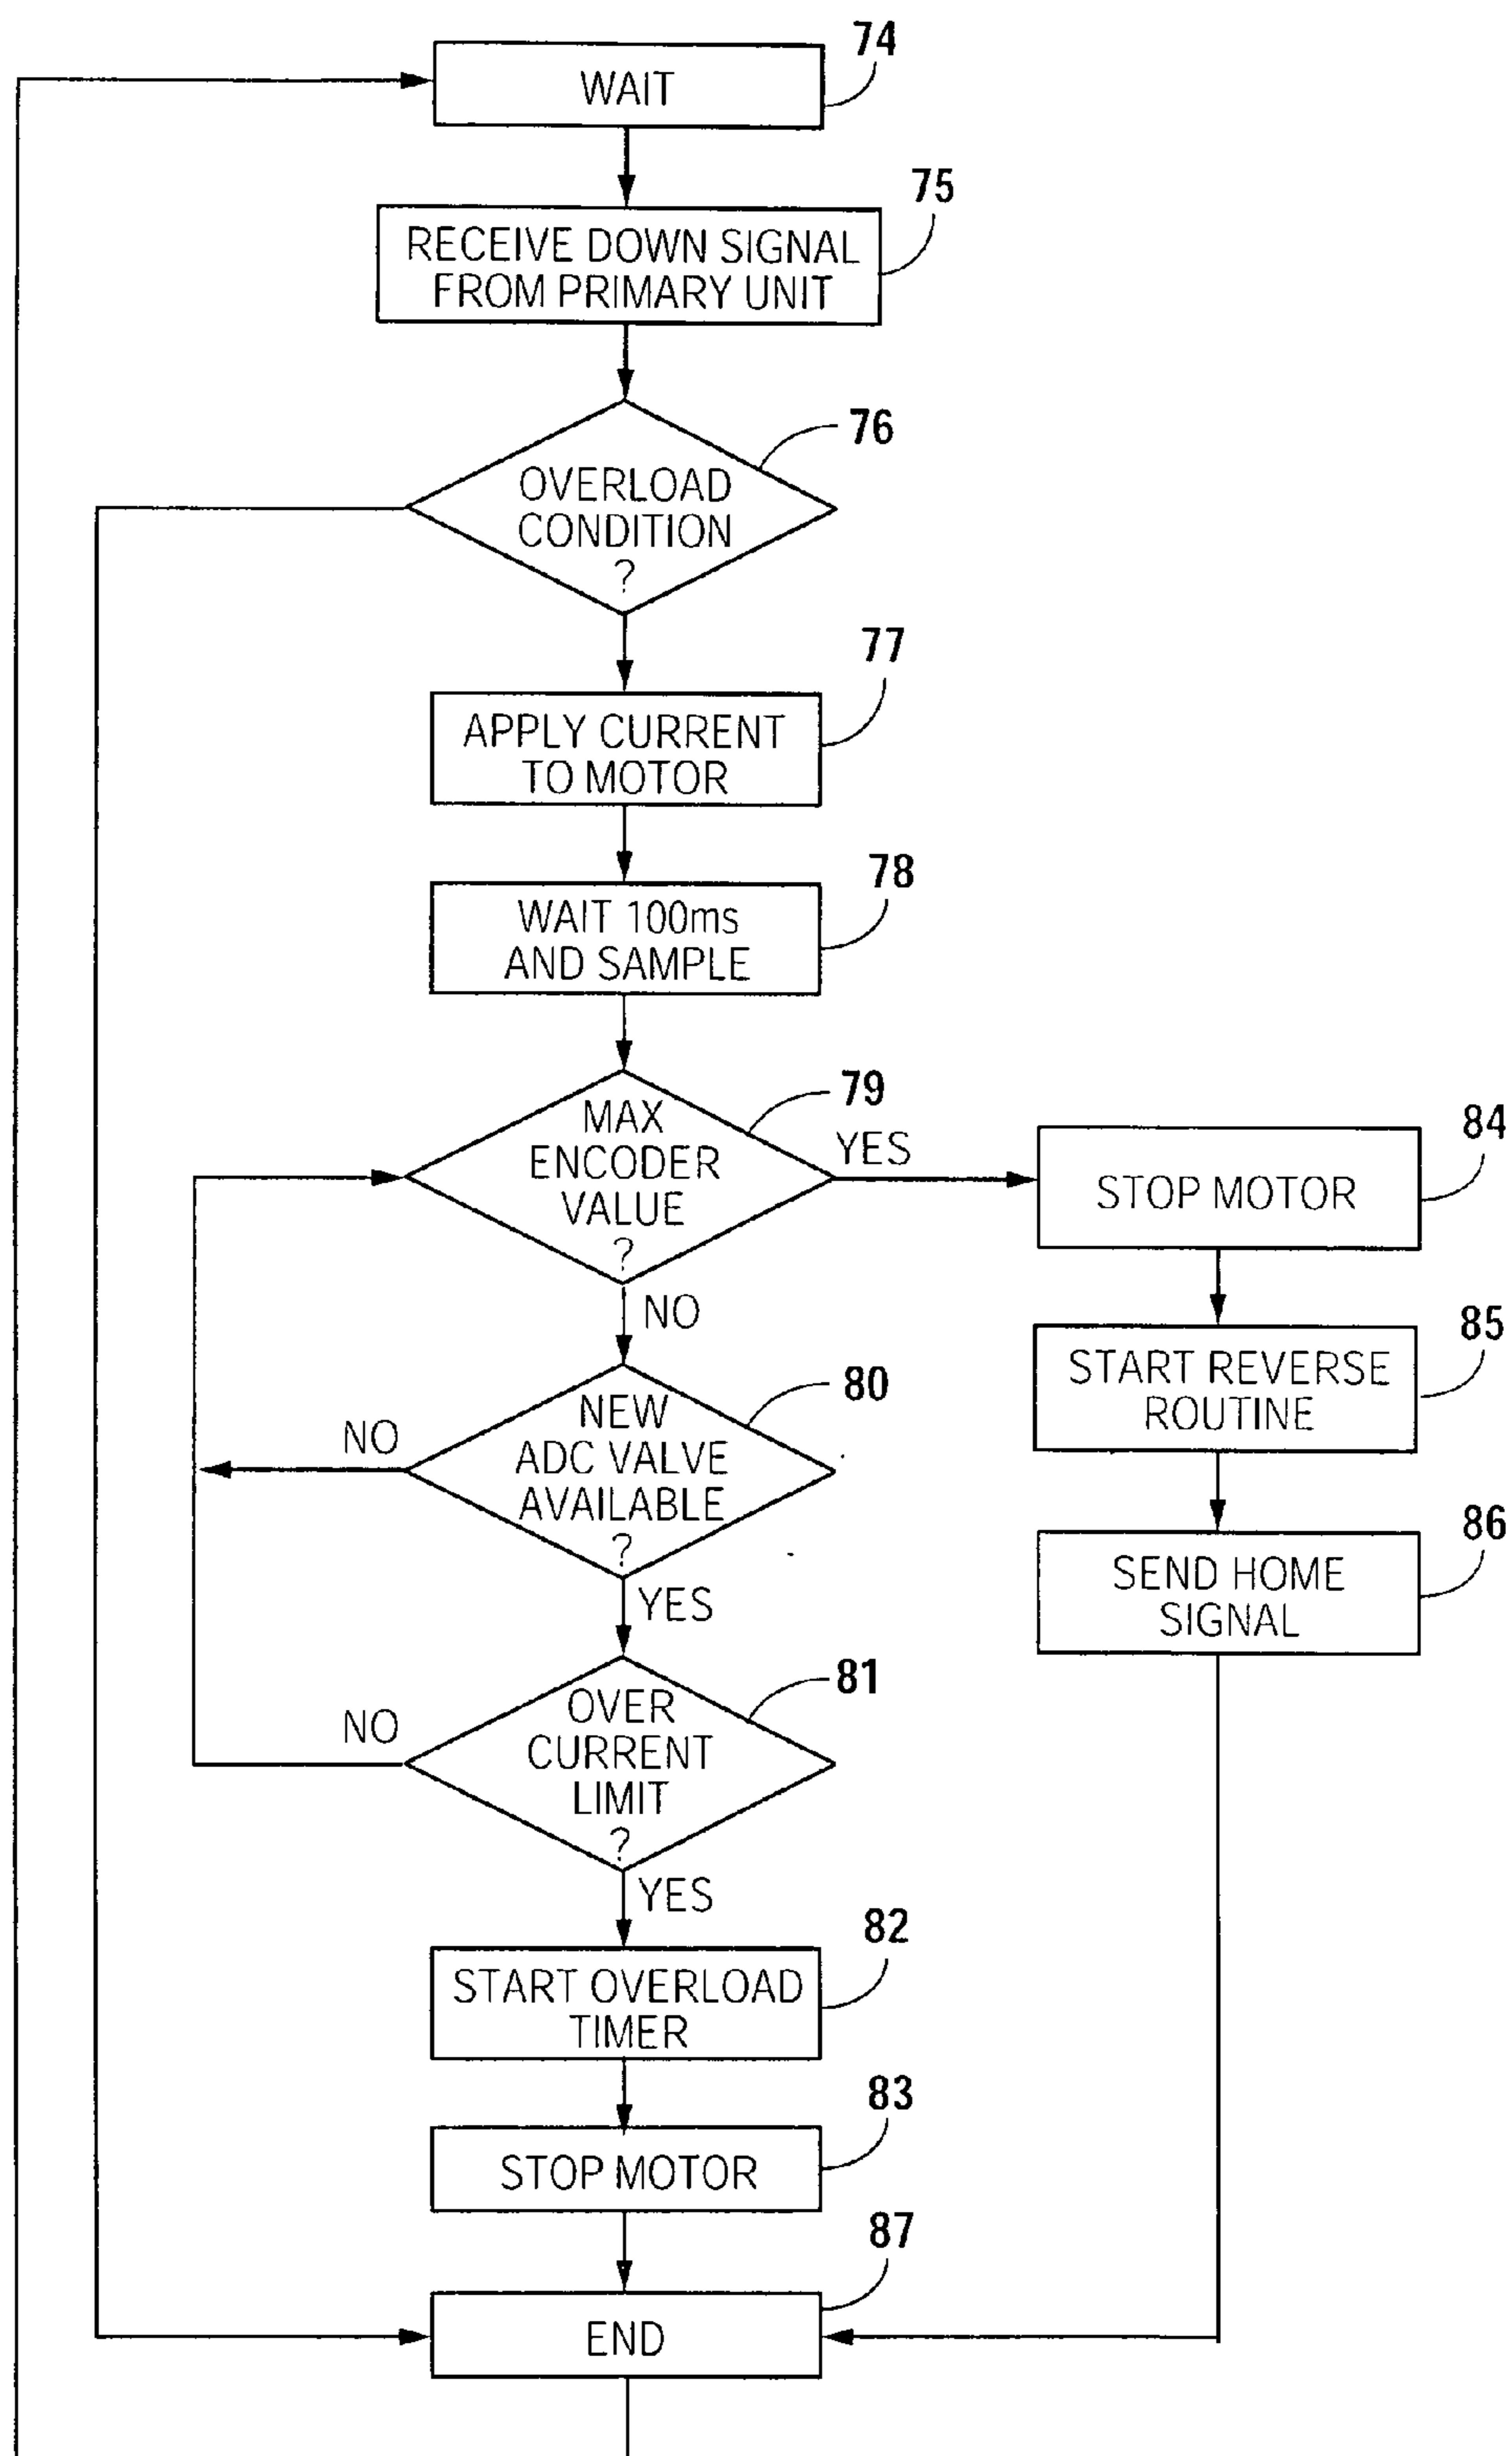 74
WAIT
75
RECEIVE DOWN SIGNAL
FROM PRIMARY UNIT
76
OVERLOAD
CONDITION
?
77
APPLY CURRENT
TO MOTOR
78
WAIT 100ms
AND SAMPLE
79
MAX
ENCODER
VALUE
?
YES
84
STOP MOTOR
NO
85
START REVERSE
ROUTINE
80
NEW
ADC VALVE
AVAILABLE
?
NO
86
SEND HOME
SIGNAL
YES
81
OVER
CURRENT
LIMIT
?
NO
YES
82
START OVERLOAD
TIMER
83
STOP MOTOR
87
END